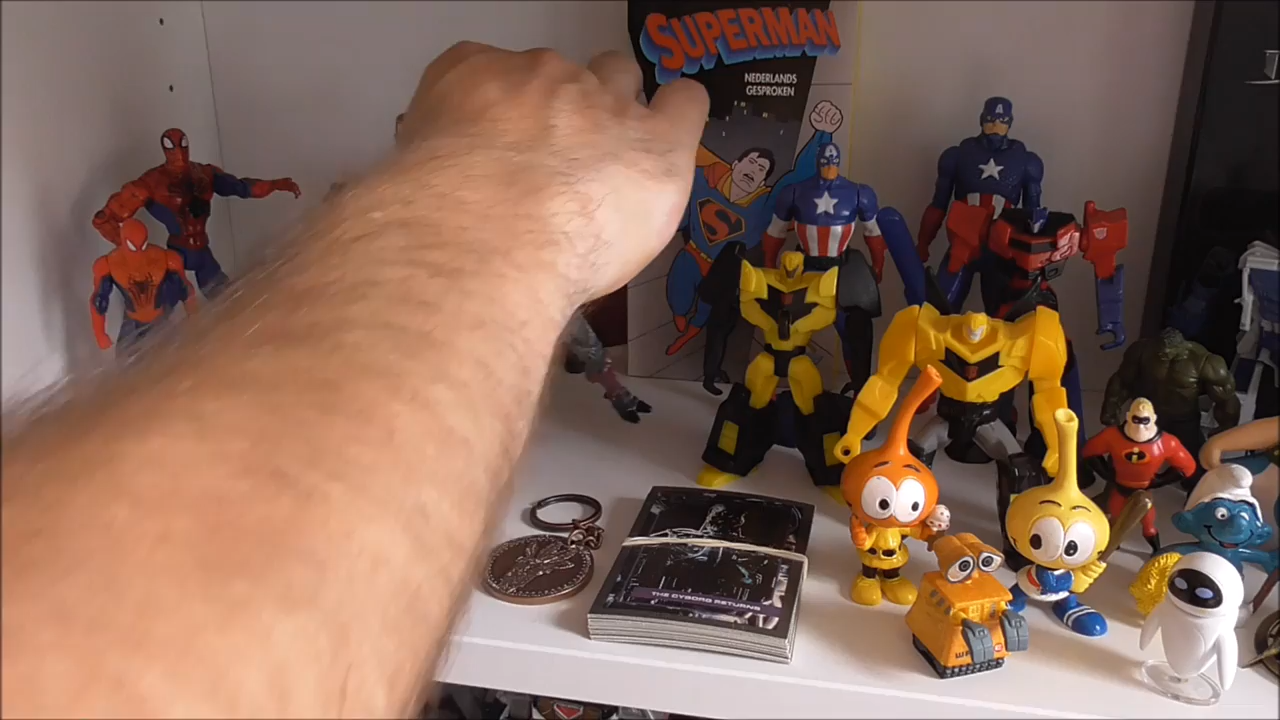 SUPERMAN
NEDERLANDS
GESPROKEN
THE CYBORG RETURNS